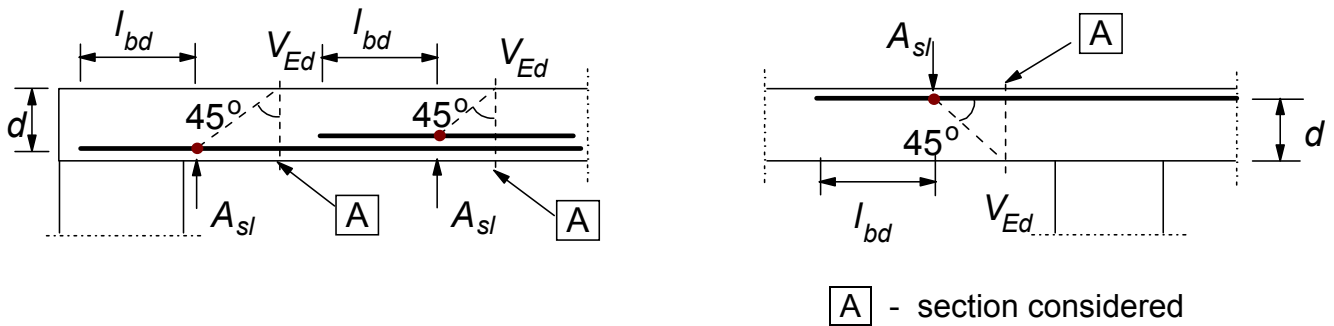 l_bd
V_Ed
l_bd
V_Ed
d
45°
45°
A_sl
A
A_sl
A
A_sl
A
45°
d
l_bd
V_Ed
A - section considered